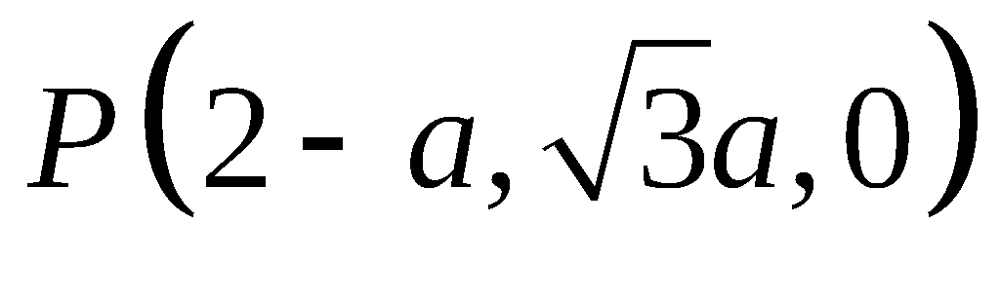 P(2 - a, √3a, 0)